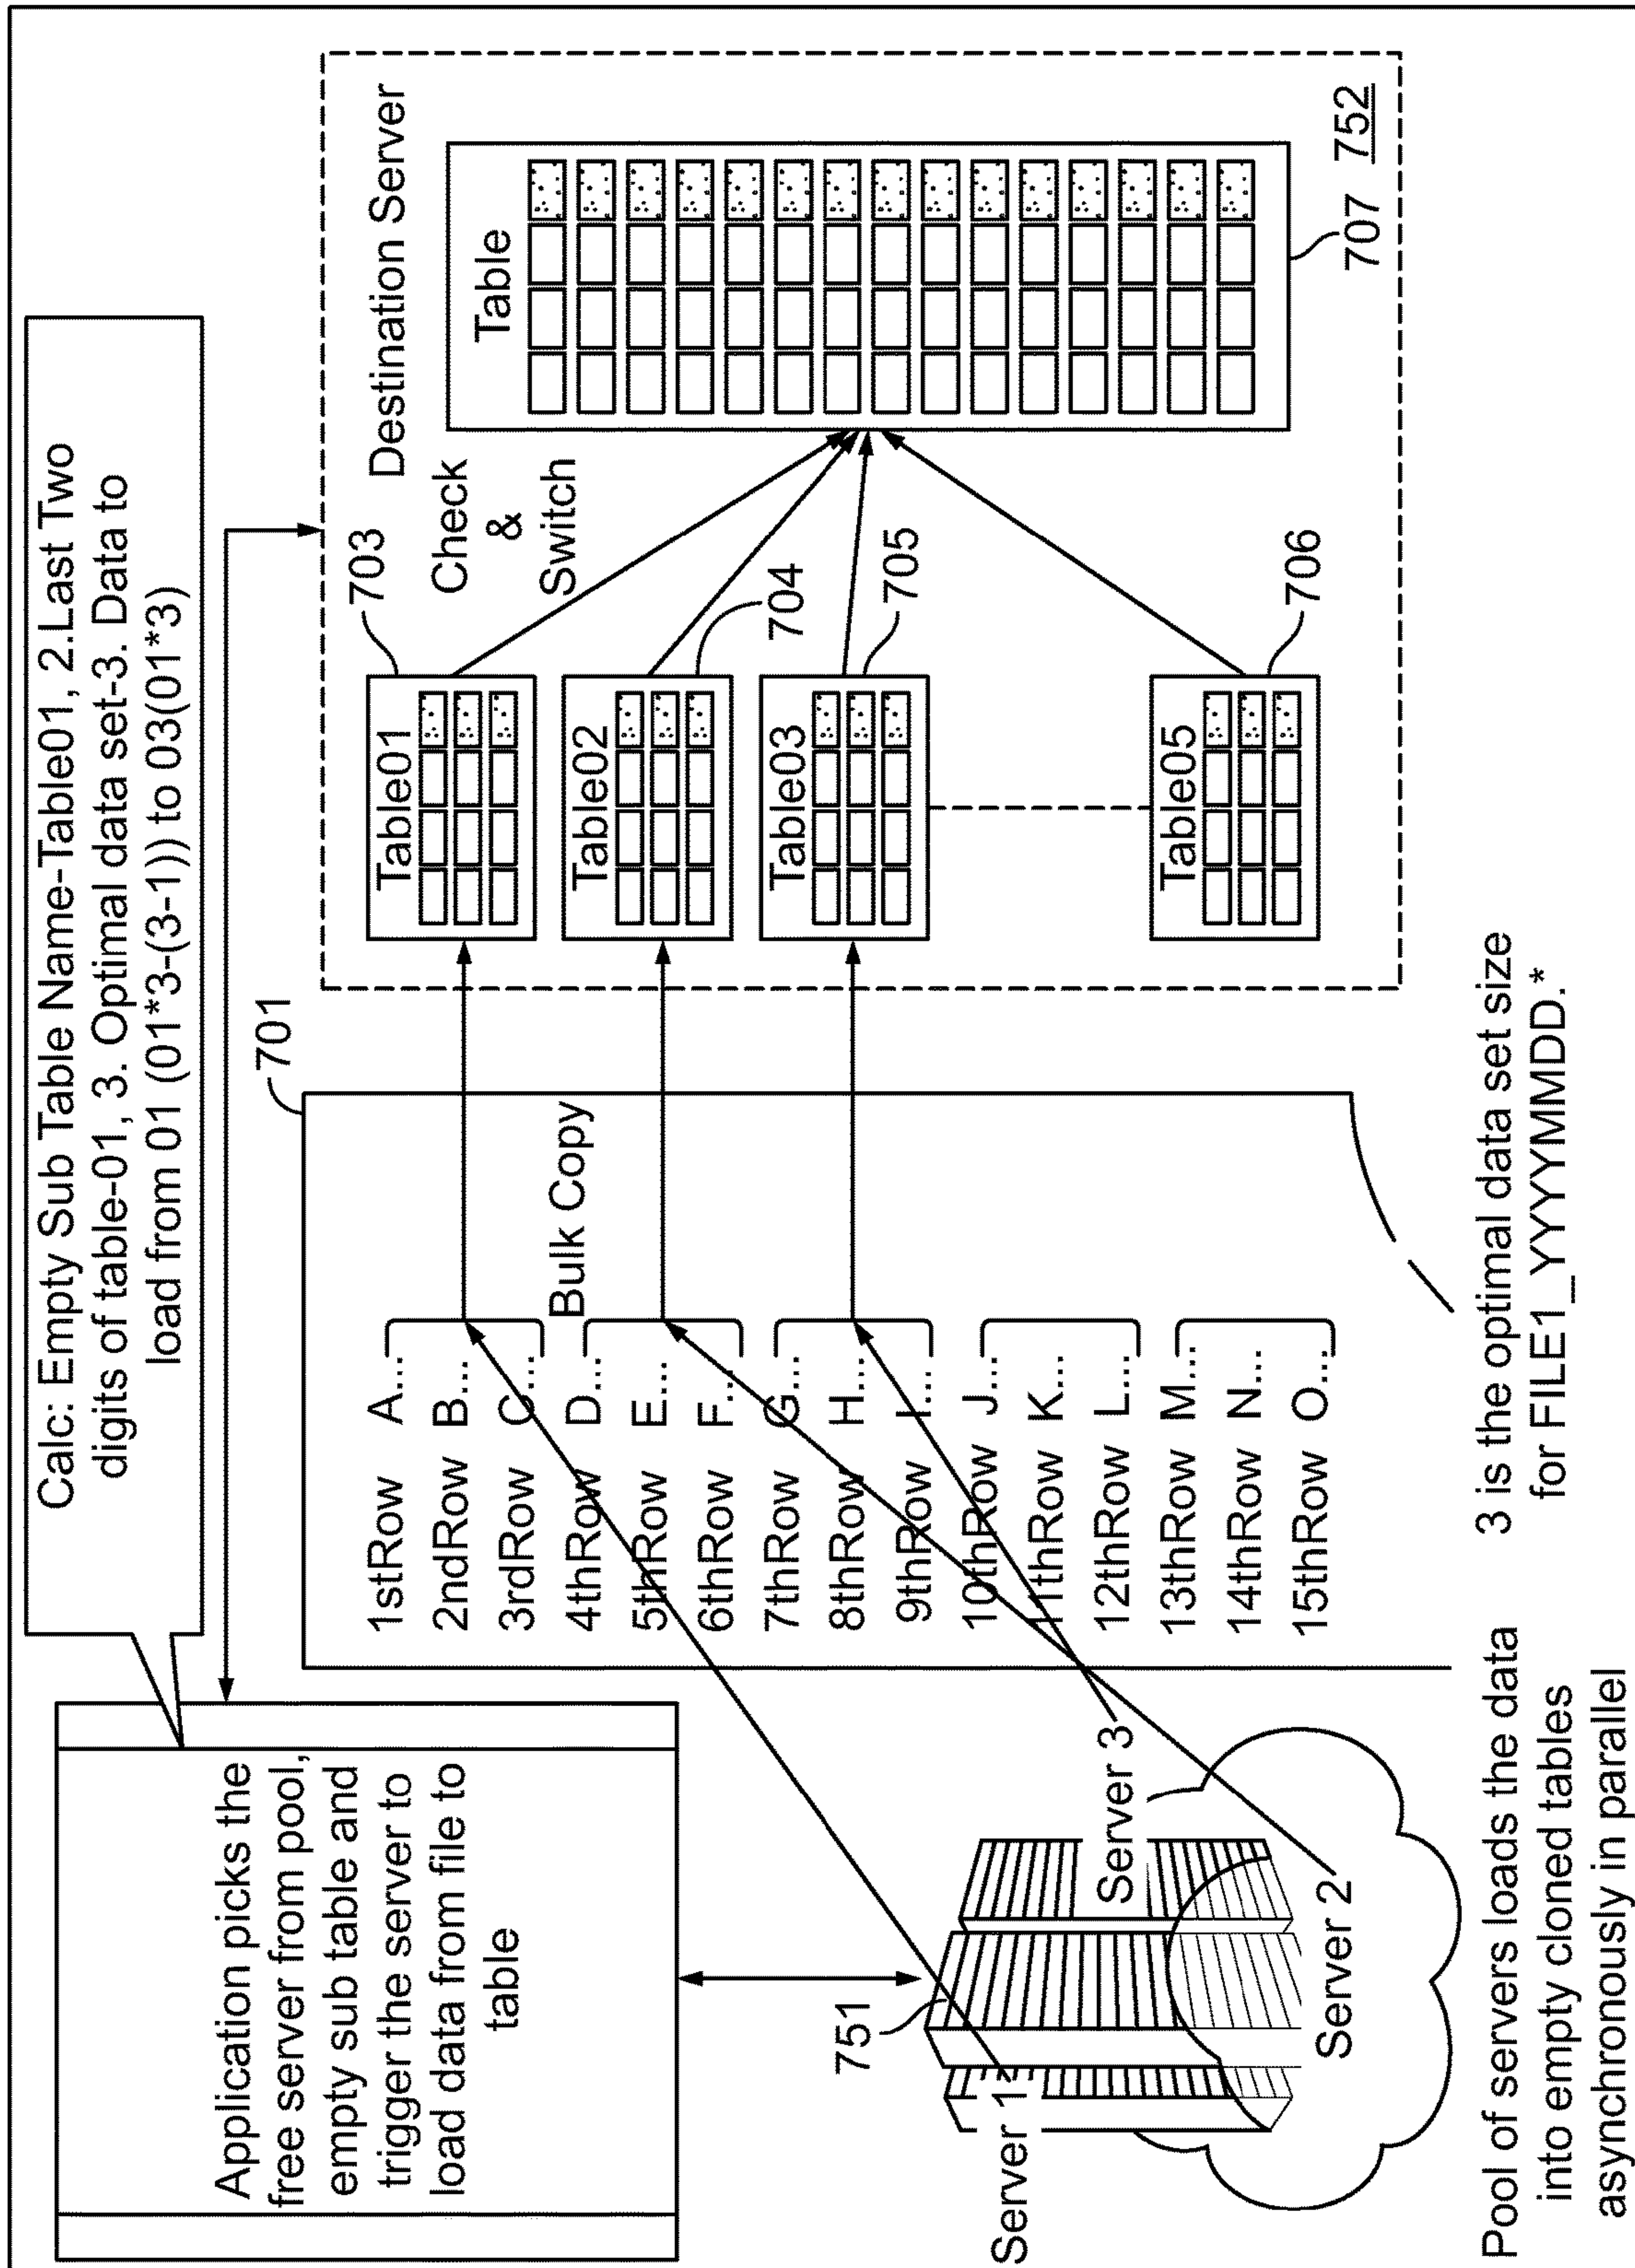 Calc: Empty Sub Table Name-Table01, 2.Last Two
digits of table-01, 3. Optimal data set-3. Data to
load from 01 (01*3-(3-1)) to 03(01*3)
Application picks the
free server from pool,
empty sub table and
trigger the server to
load data from file to
table
701
1stRow A...
2ndRow B...
3rdRow C...
4thRow D...
5thRow E...
6thRow F...
7thRow G...
8thRow H...
9thRow I...
10thRow J...
11thRow K...
12thRow L...
13thRow M...
14thRow N...
15thRow O...
Bulk Copy
Destination Server
Table01
703
Table02
704
Table03
705
Table05
706
Check
&
Switch
Table
707
752
751
Server 1
Server 3
Server 2
Pool of servers loads the data
into empty cloned tables
asynchronously in parallel
3 is the optimal data set size
for FILE1_YYYYMMDD.*